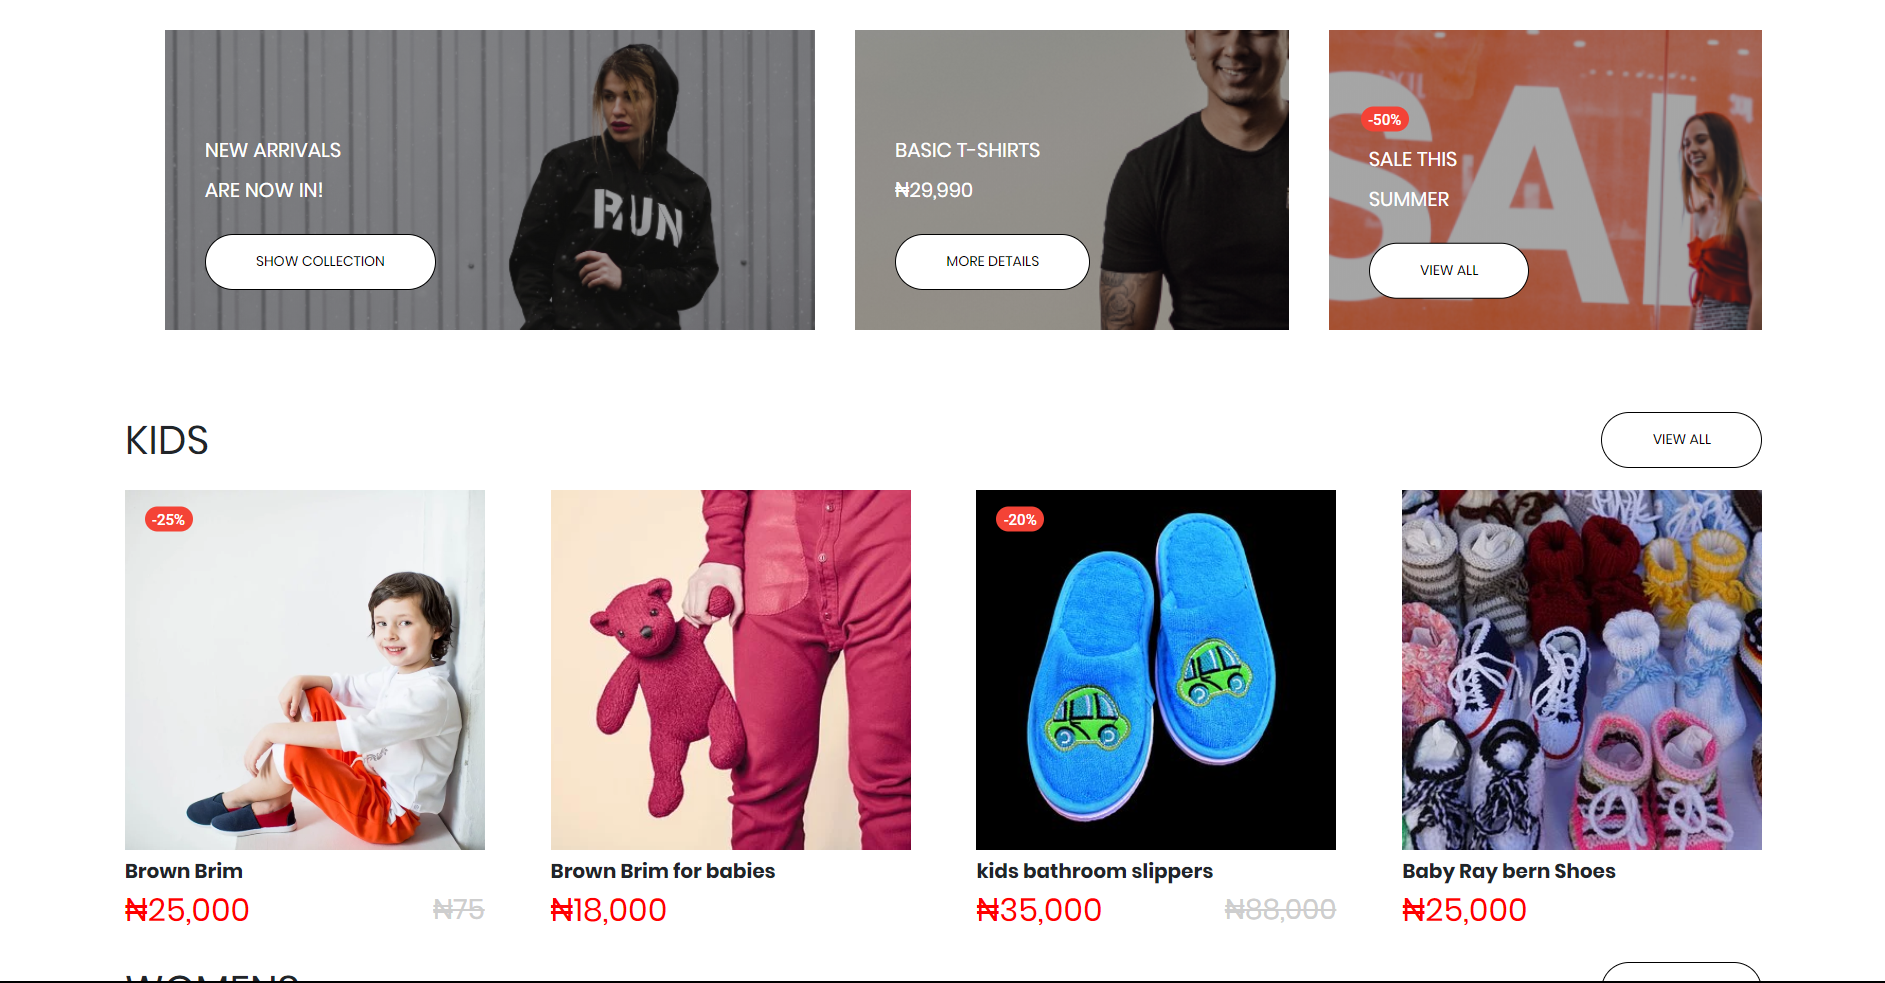 NEW ARRIVALS
ARE NOW IN!
SHOW COLLECTION
RUN
BASIC T-SHIRTS
₦29,990
MORE DETAILS
SAL
-50%
SALE THIS
SUMMER
VIEW ALL
KIDS
VIEW ALL
-25%
-20%
Brown Brim
₦25,000 ₦75
Brown Brim for babies
₦18,000
kids bathroom slippers
₦35,000 ₦88,000
Baby Ray bern Shoes
₦25,000
WOMENS